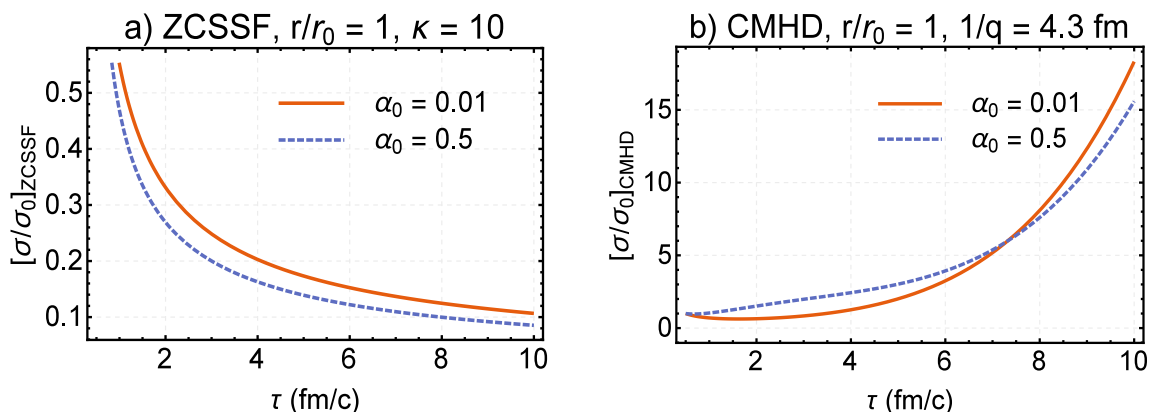 a) ZCSSF, r/r₀ = 1, κ = 10
[σ/σ₀]ZCSSF
0.5
0.4
0.3
0.2
0.1
α₀ = 0.01
α₀ = 0.5
2 4 6 8 10
τ (fm/c)
b) CMHD, r/r₀ = 1, 1/q = 4.3 fm
[σ/σ₀]CMHD
15
10
5
0
α₀ = 0.01
α₀ = 0.5
2 4 6 8 10
τ (fm/c)